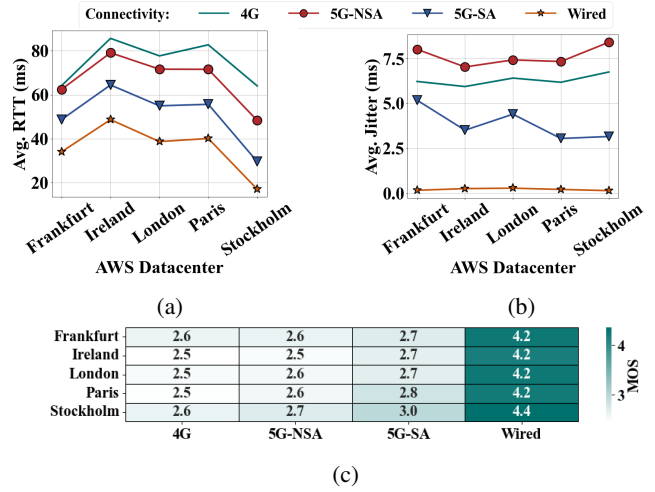 Connectivity: 4G 5G-NSA 5G-SA Wired
Avg. RTT (ms)
80
60
40
20
Frankfurt Ireland London Paris Stockholm
AWS Datacenter
(a)
Avg. Jitter (ms)
7.5
5.0
2.5
0.0
Frankfurt Ireland London Paris Stockholm
AWS Datacenter
(b)
Frankfurt 2.6 2.6 2.7 4.2
Ireland 2.5 2.5 2.7 4.2
London 2.5 2.6 2.7 4.2
Paris 2.5 2.6 2.8 4.2
Stockholm 2.6 2.7 3.0 4.4
4G 5G-NSA 5G-SA Wired
4
3
MOS
(c)